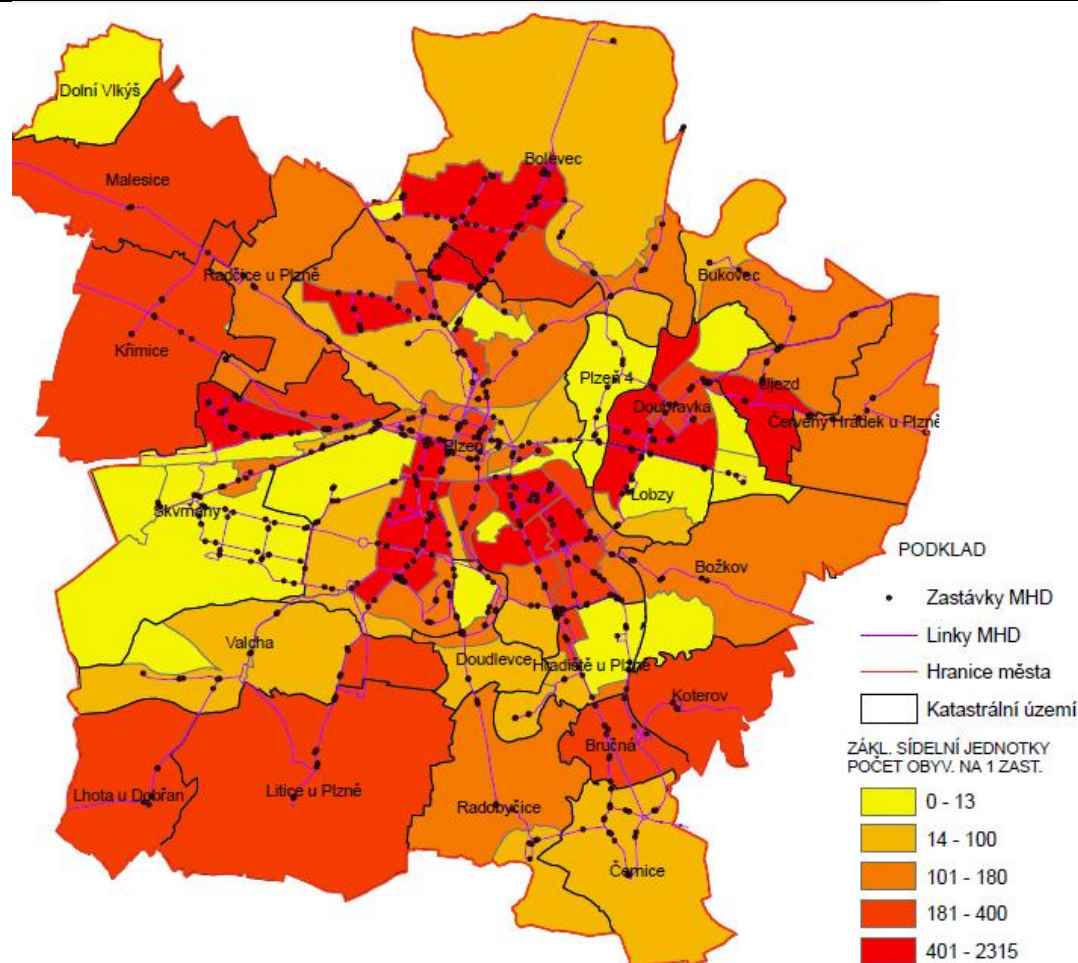 Dolní Vlkýš
Malesice
Bolevec
Radčice u Plzně
Bukovec
Křimice
Plzeň 4
Újezd
Doubravka
Červený Hrádek u Plzně
Plzeň
Skvrňany
Lobzy
Božkov
Valcha
Doudlevce
Hradiště u Plzně
Koterov
Bručná
Lhota u Dobřan
Litice u Plzně
Radobyčice
Černice
PODKLAD
Zastávky MHD
Linky MHD
Hranice města
Katastrální území
ZÁKL. SÍDELNÍ JEDNOTKY
POČET OBYV. NA 1 ZAST.
0 - 13
14 - 100
101 - 180
181 - 400
401 - 2315